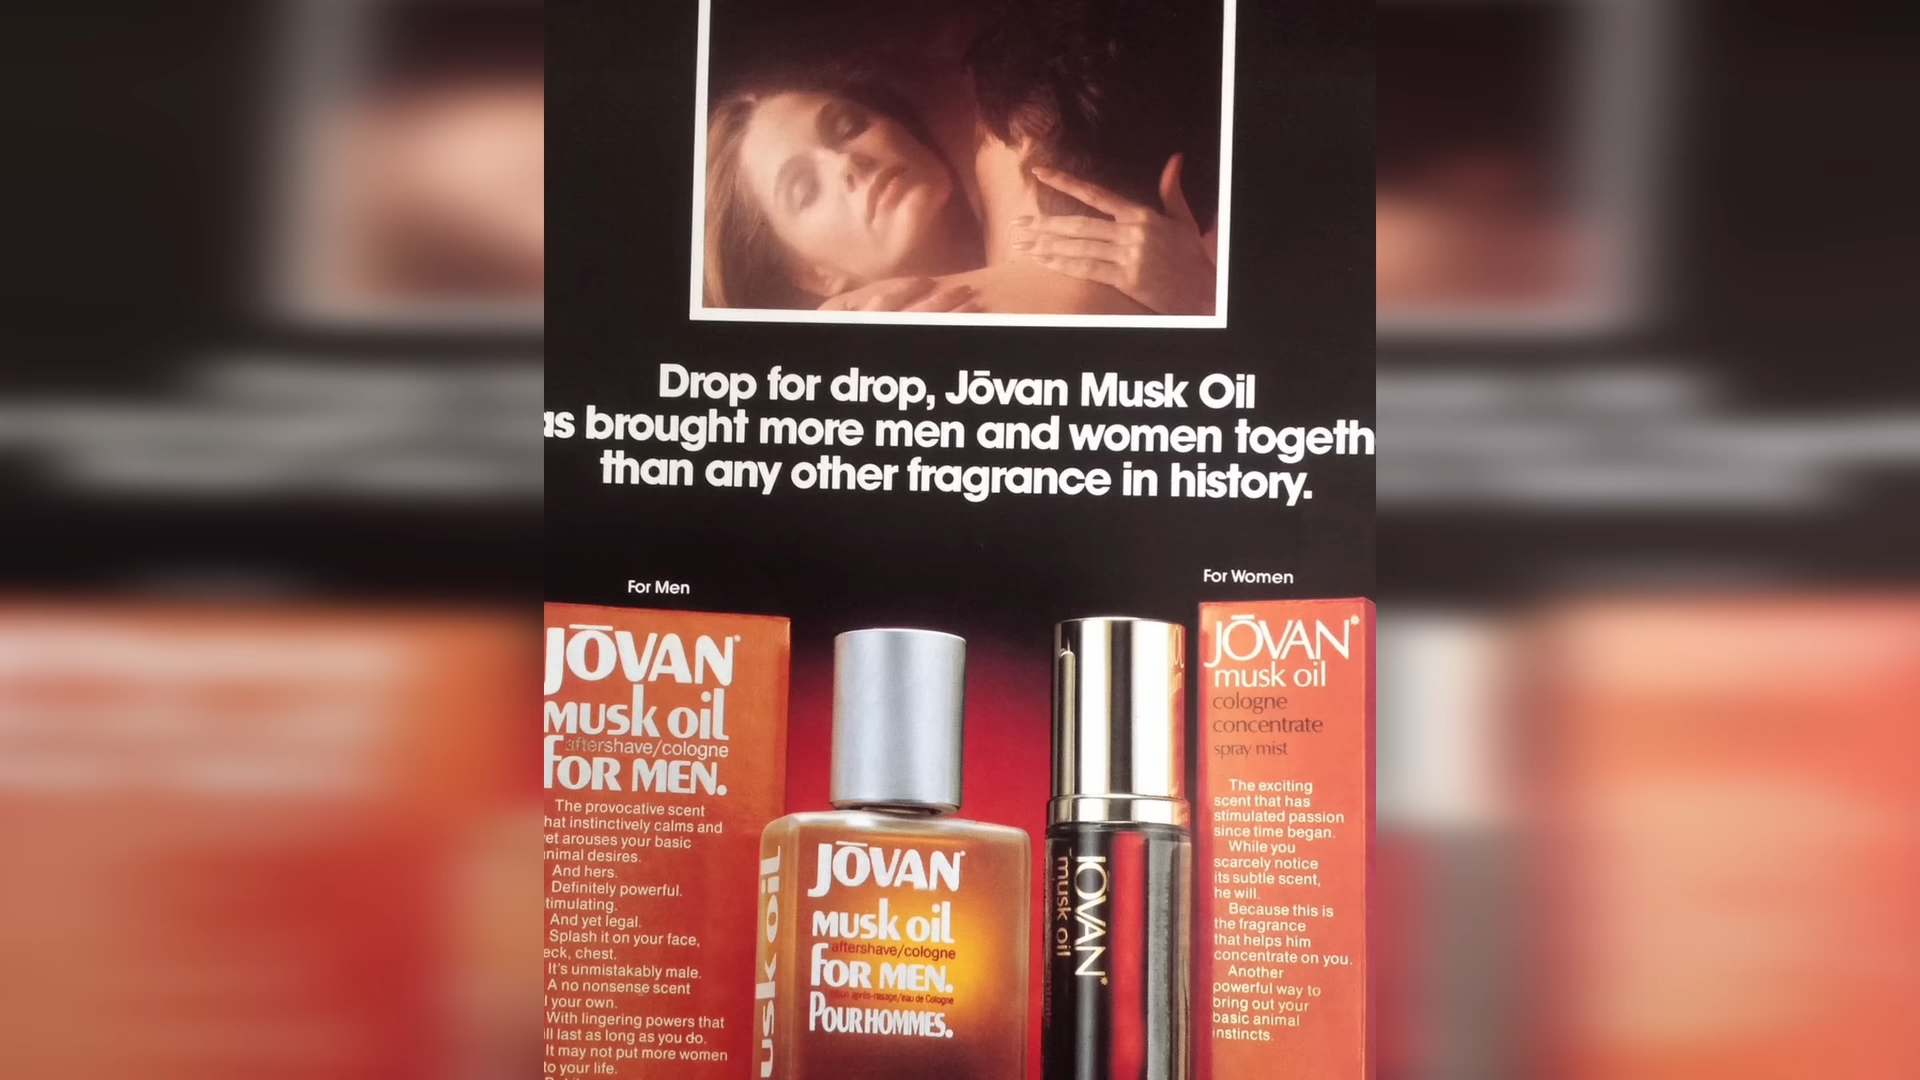 Drop for drop, Jōvan Musk Oil
as brought more men and women togeth
than any other fragrance in history.
For Men
For Women
JŌVAN
musk oil
aftershave/cologne
FOR MEN.
The provocative scent
hat instinctively calms and
et arouses your basic
nimal desires.
And hers.
Definitely powerful.
timulating.
And yet legal.
Splash it on your face,
eck, chest.
It's unmistakably male.
A no nonsense scent
your own.
With lingering powers that
ll last as long as you do.
It may not put more women
to your life.
usk oil
JŌVAN
musk oil
aftershave/cologne
FOR MEN.
après-rasage/eau de Cologne
POUR HOMMES.
JŌVAN
musk oil
JŌVAN
musk oil
cologne
concentrate
spray mist
The exciting
scent that has
stimulated passion
since time began.
While you
scarcely notice
its subtle scent,
he will.
Because this is
the fragrance
that helps him
concentrate on you.
Another
powerful way to
bring out your
basic animal
instincts.